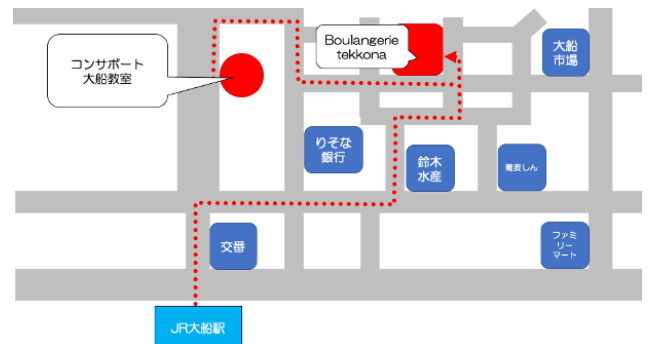 コンサポート
大船教室
Boulangerie
tekkona
大船
市場
りそな
銀行
鈴木
水産
蕎麦しん
交番
ファミ
リー
マート
JR大船駅